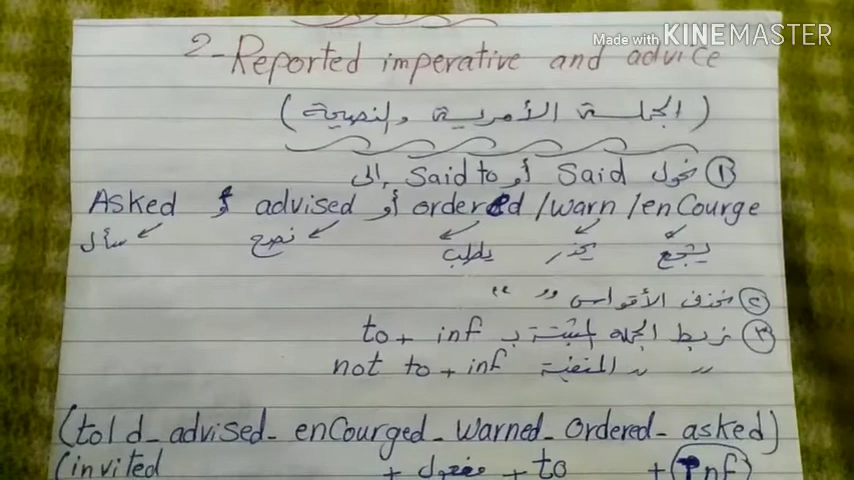 Made with KINEMASTER
2- Reported imperative and advice
(الجملة الأمرية والنصيحة)
① نحول Said أو Said to إلى
Asked أو advised أو ordered / warn / enCourge
سأل نصح يطلب يحذر يشجع
② نحذف الأقواس " "
③ نربط الجملة المثبتة بـ to + inf
" " المنفية not to + inf
(told - advised - enCourged - warned - ordered - asked)
(invited + مفعول + to + inf